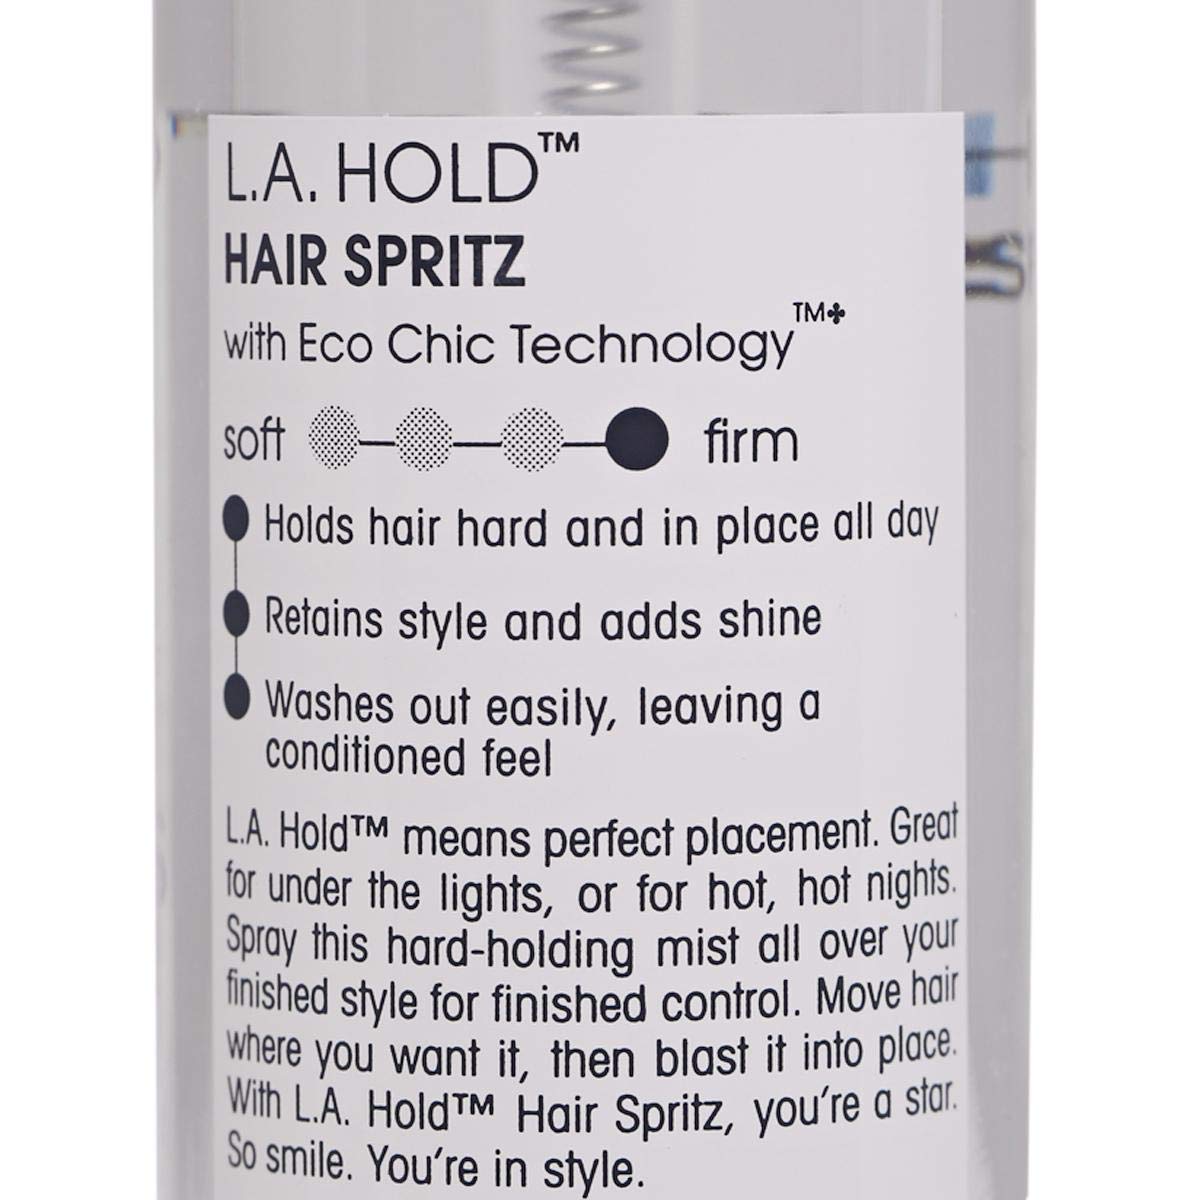 L.A. HOLD™
HAIR SPRITZ
with Eco Chic Technology™✤
soft firm
Holds hair hard and in place all day
Retains style and adds shine
Washes out easily, leaving a
conditioned feel
L.A. Hold™ means perfect placement. Great
for under the lights, or for hot, hot nights.
Spray this hard-holding mist all over your
finished style for finished control. Move hair
where you want it, then blast it into place.
With L.A. Hold™ Hair Spritz, you're a star.
So smile. You're in style.